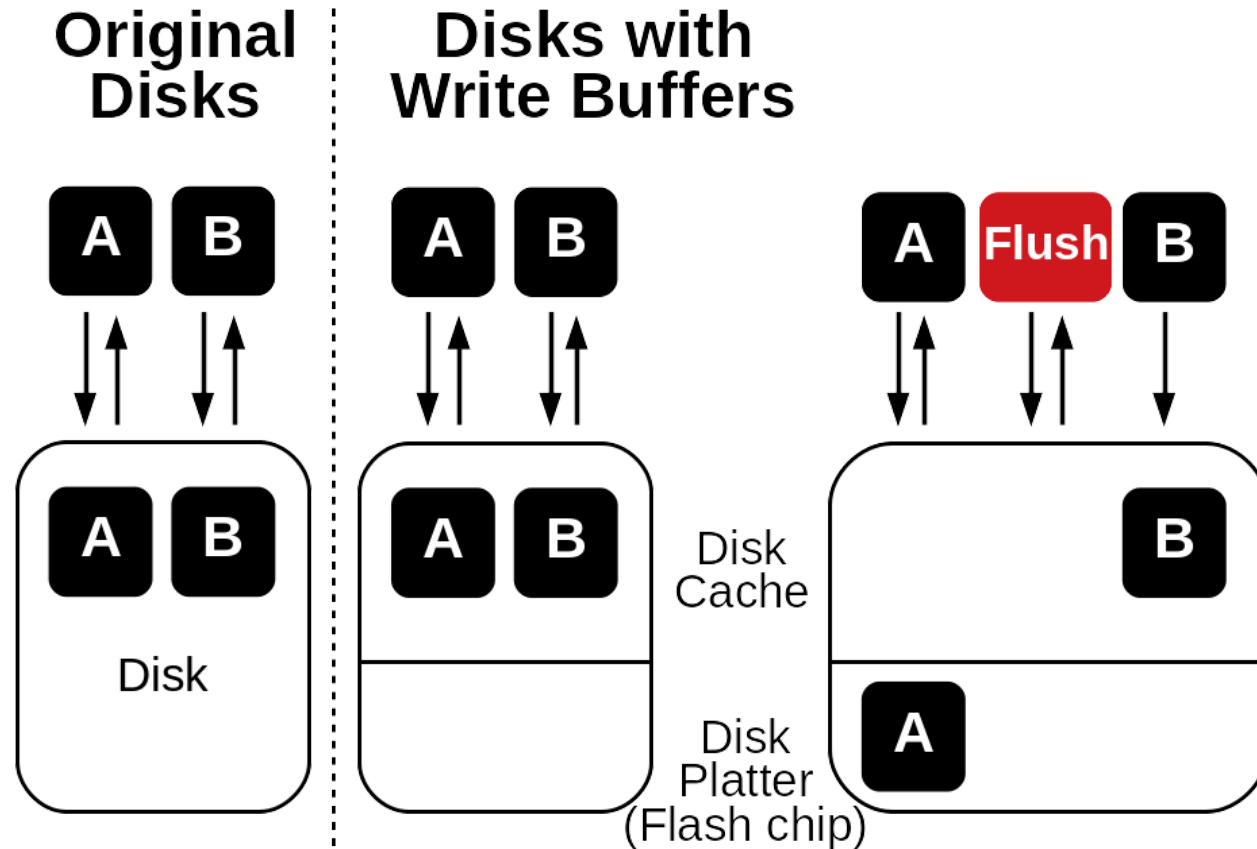 Original
Disks
Disks with
Write Buffers
A B
A B
A Flush B
A B
Disk
A B
Disk
Cache
B
Disk
Platter
(Flash chip)
A